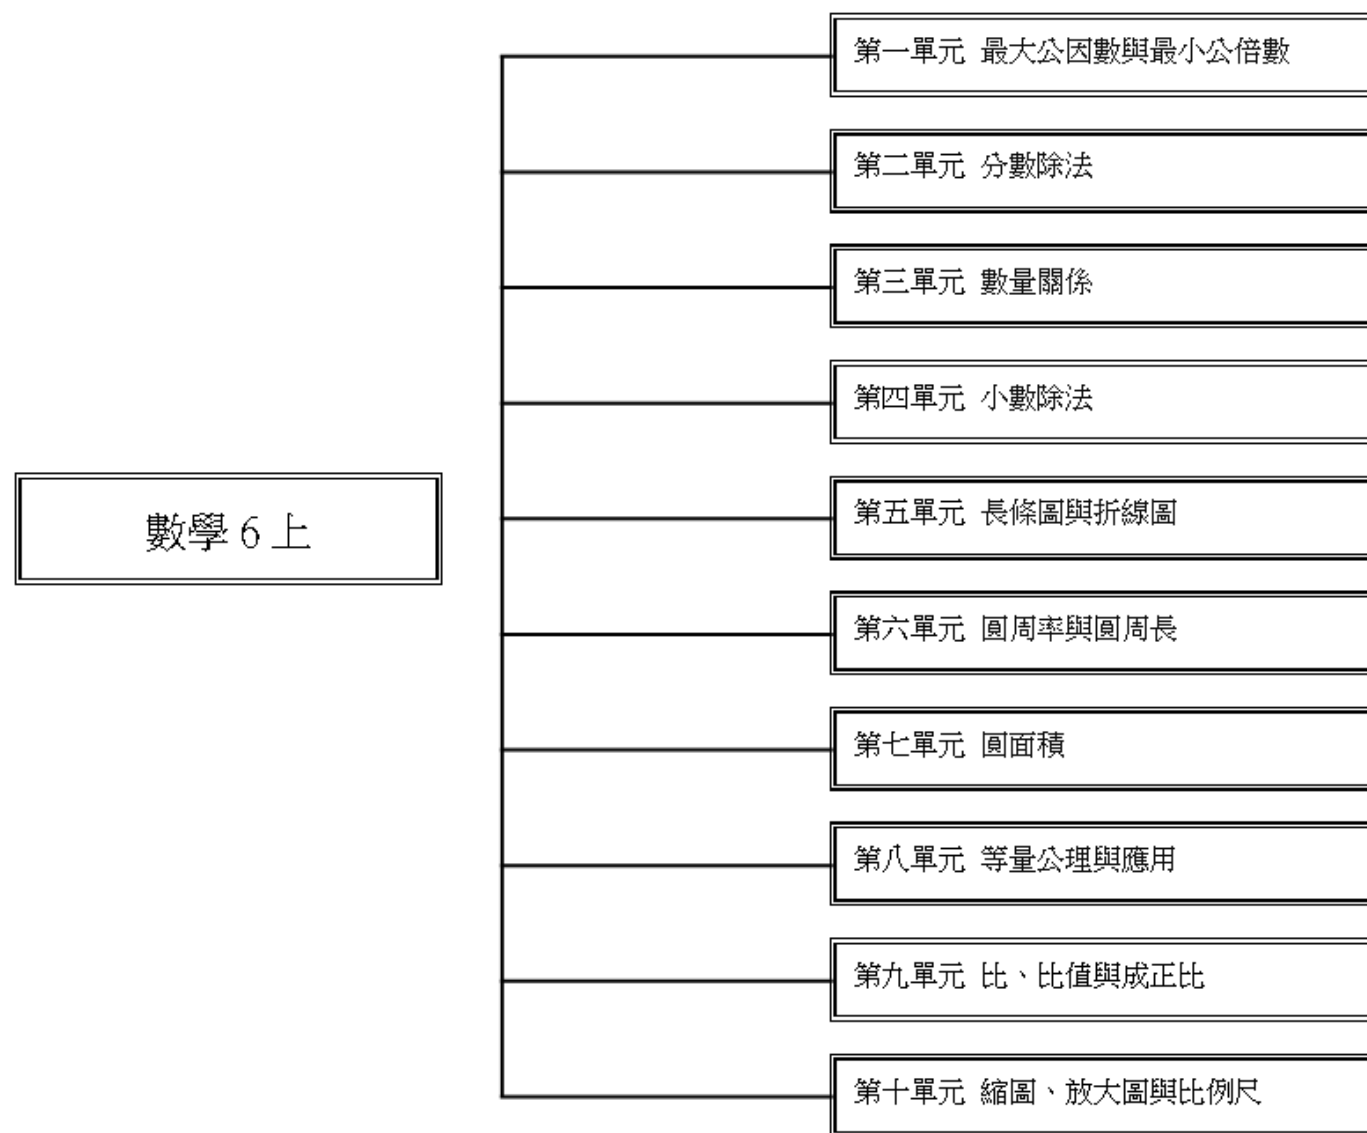 第一單元 最大公因數與最小公倍數
第二單元 分數除法
第三單元 數量關係
第四單元 小數除法
數學 6 上
第五單元 長條圖與折線圖
第六單元 圓周率與圓周長
第七單元 圓面積
第八單元 等量公理與應用
第九單元 比、比值與成正比
第十單元 縮圖、放大圖與比例尺